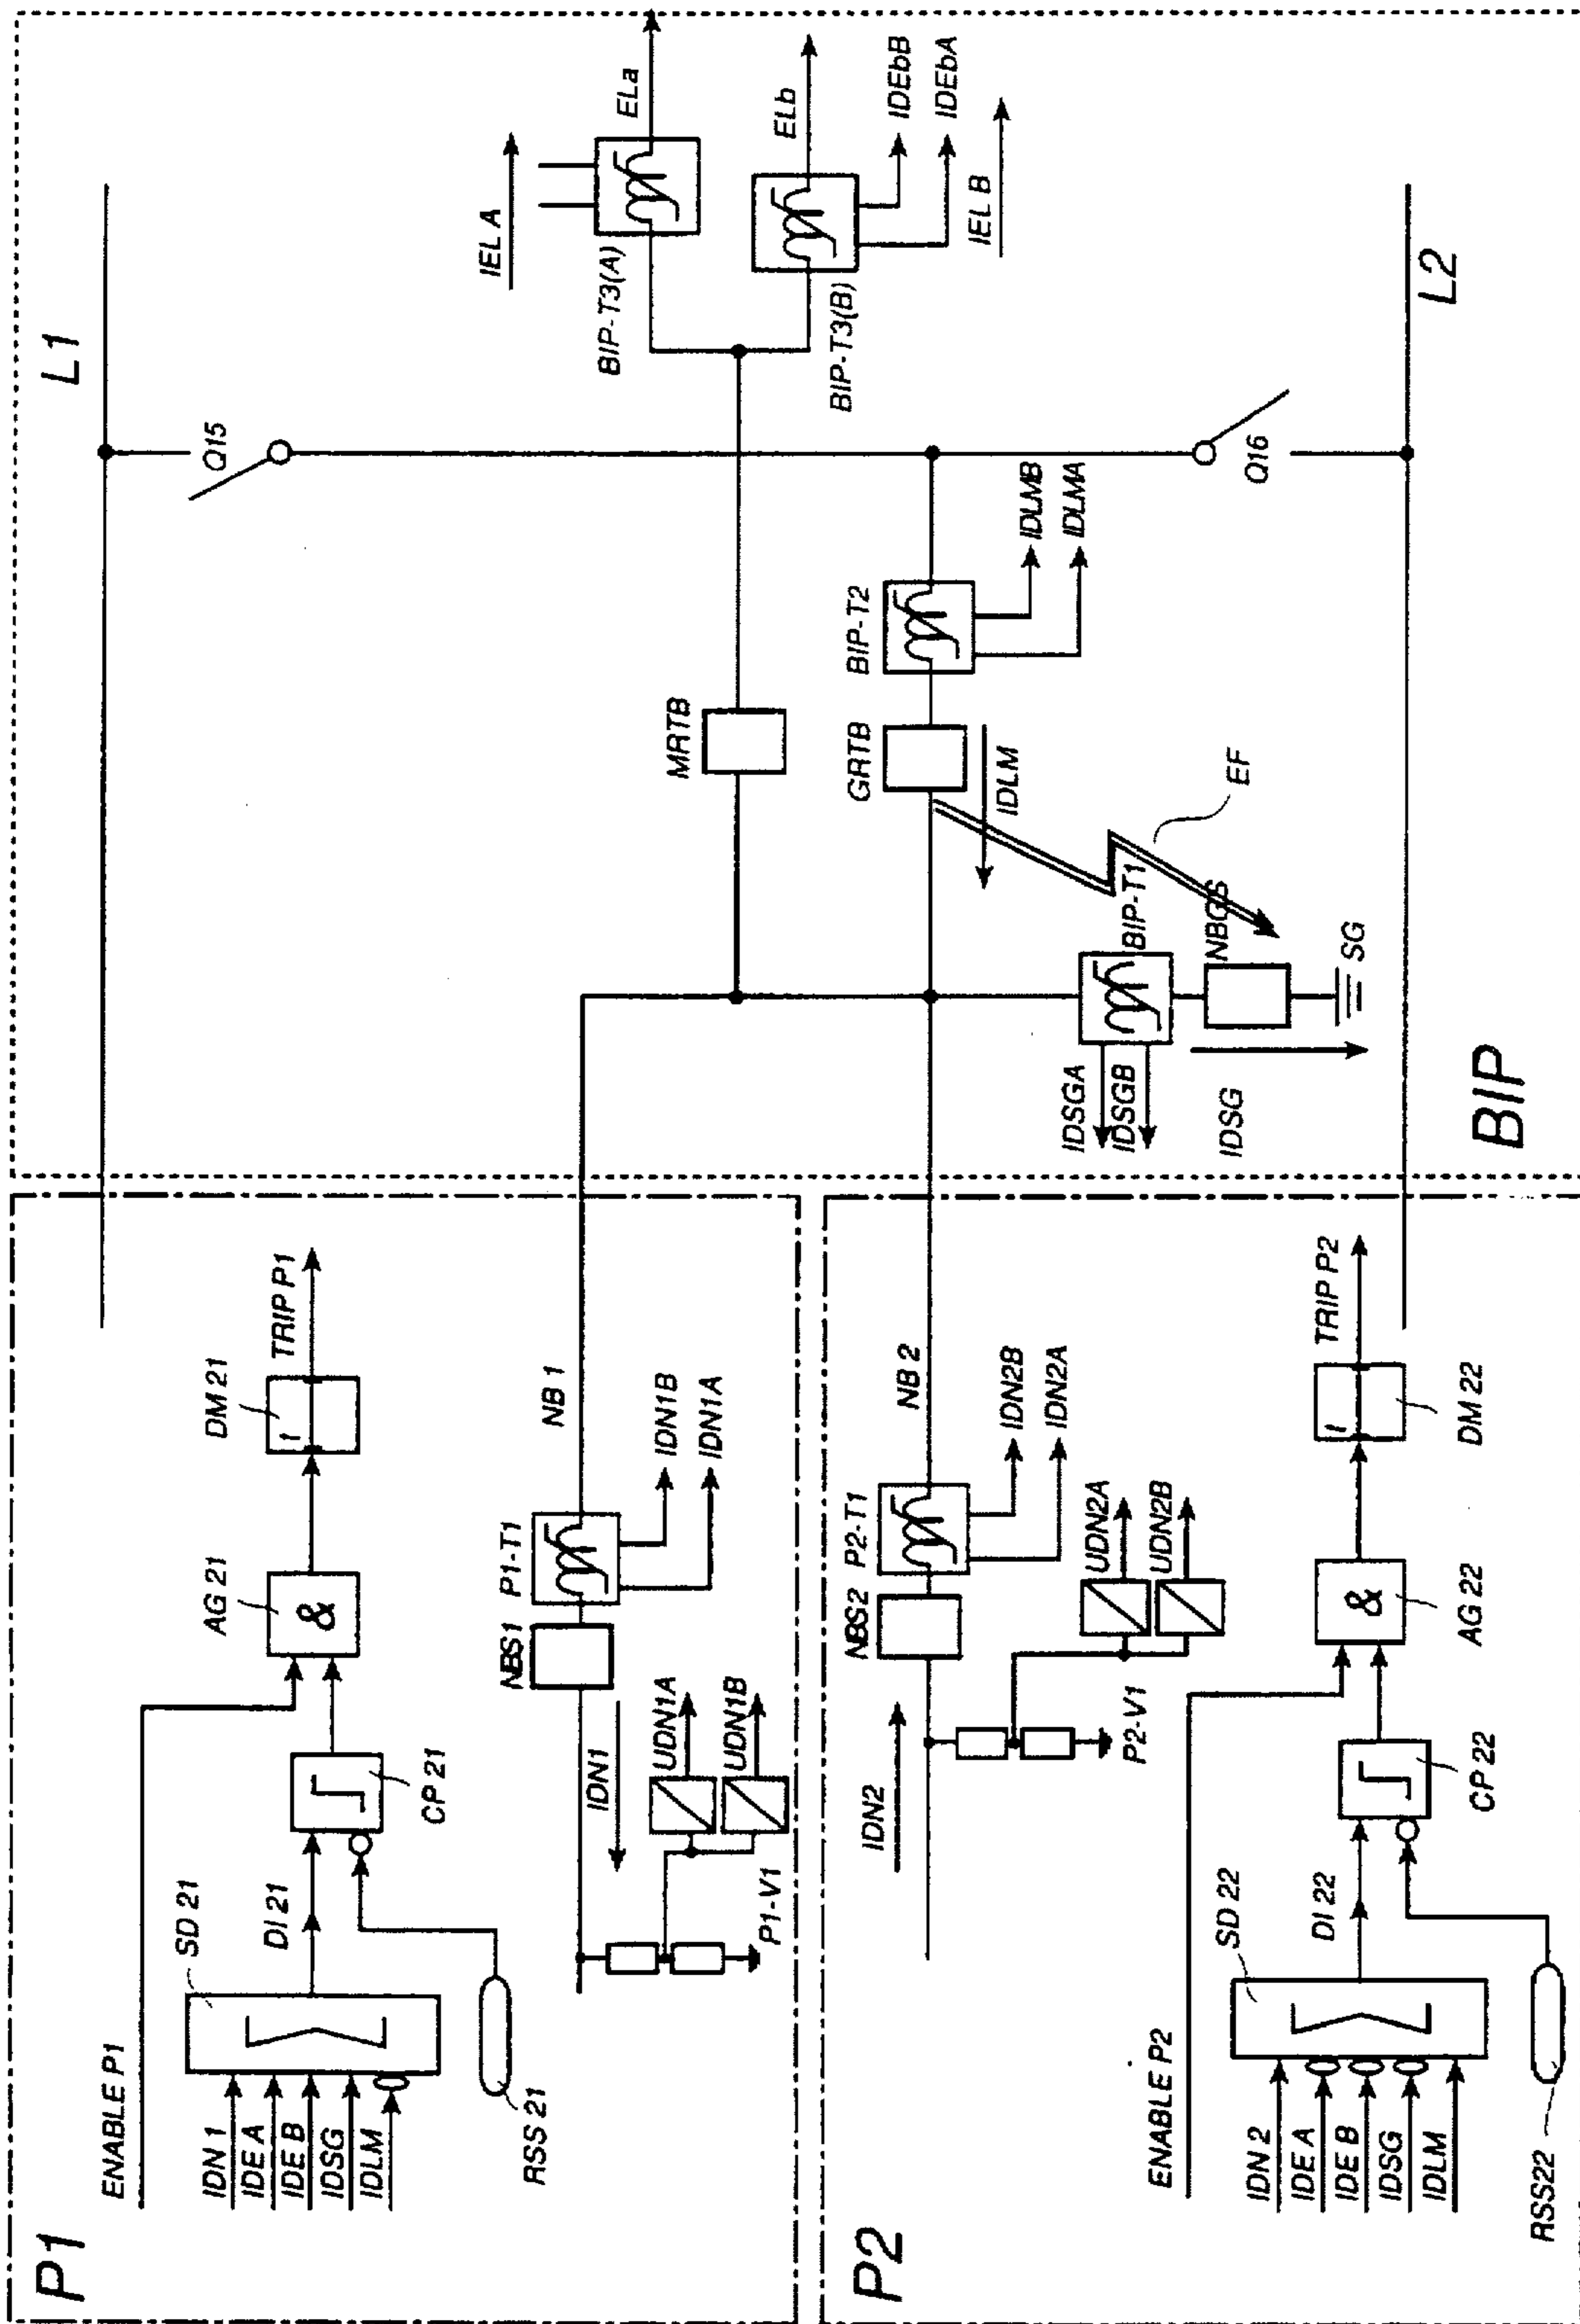 P1
ENABLE P1
IDN 1
IDE A
IDE B
IDSG
IDLM
SD 21
DI 21
RSS 21
CP 21
AG 21
&
DM 21
t
TRIP P1
IDN1
NBS1
P1-T1
NB 1
IDN1B
IDN1A
UDN1A
UDN1B
P1-V1
P2
IDN2
NBS2
P2-T1
NB 2
IDN2B
IDN2A
UDN2A
UDN2B
P2-V1
ENABLE P2
IDN 2
IDE A
IDE B
IDSG
IDLM
SD 22
DI 22
RSS22
CP 22
AG 22
&
DM 22
t
TRIP P2
BIP
L1
Q15
IEL A
BIP-T3(A)
ELa
ELb
BIP-T3(B)
IDEbB
IDEbA
IEL B
MRTB
GRTB
BIP-T2
IDLMB
IDLMA
IDLM
EF
Q16
BIP-T1
NBGS
SG
IDSGA
IDSGB
IDSG
L2